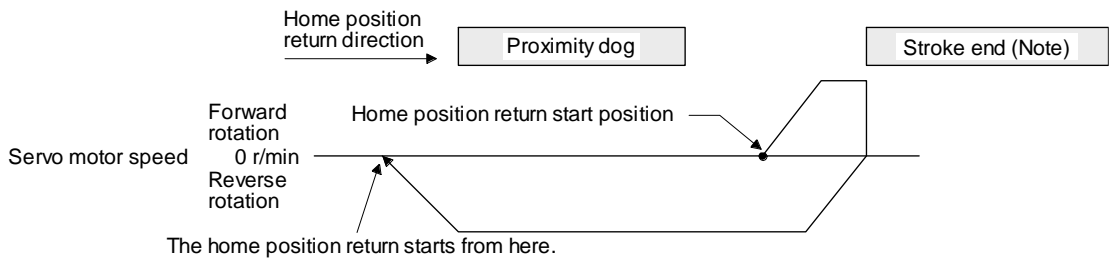 Home position
return direction
Proximity dog
Stroke end (Note)
Forward
rotation
Home position return start position
Servo motor speed
0 r/min
Reverse
rotation
The home position return starts from here.